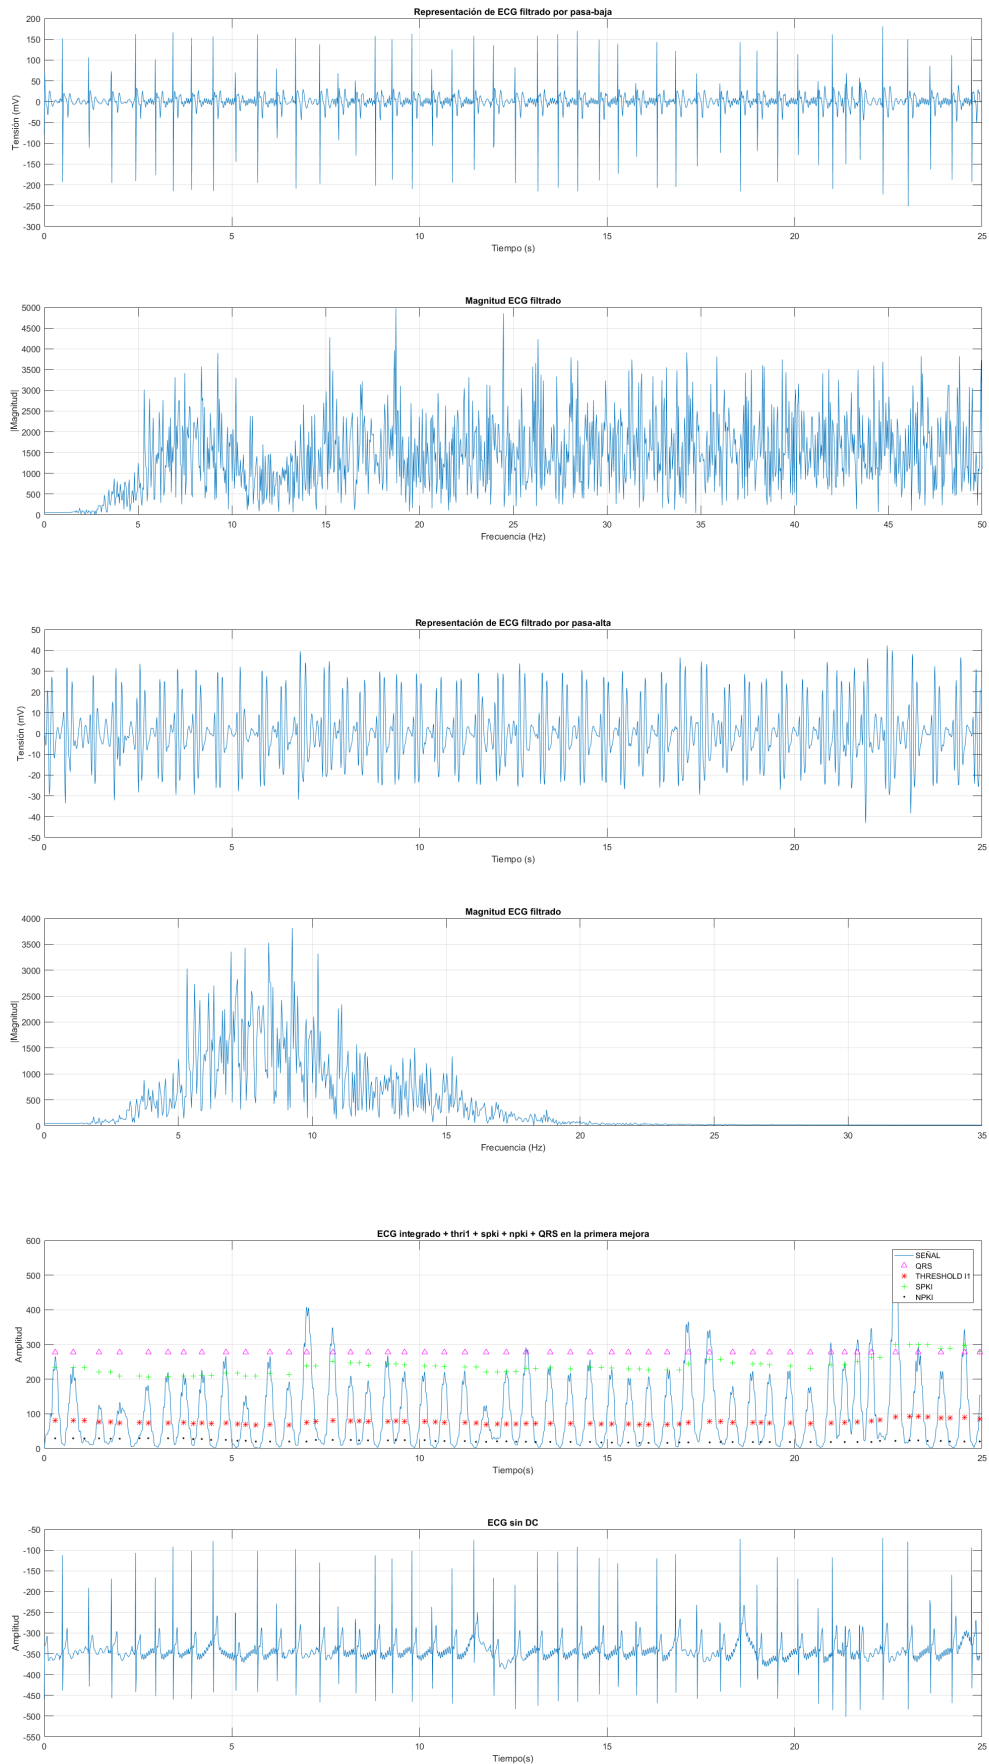 Representación de ECG filtrado por pasa-baja
200
150
100
50
0
-50
-100
-150
-200
-250
-300
Tensión (mV)
0 5 10 15 20 25
Tiempo (s)
Magnitud ECG filtrado
5000
4500
4000
3500
3000
2500
2000
1500
1000
500
0
|Magnitud|
0 5 10 15 20 25 30 35 40 45 50
Frecuencia (Hz)
Representación de ECG filtrado por pasa-alta
50
40
30
20
10
0
-10
-20
-30
-40
-50
Tensión (mV)
0 5 10 15 20 25
Tiempo (s)
Magnitud ECG filtrado
4000
3500
3000
2500
2000
1500
1000
500
0
|Magnitud|
0 5 10 15 20 25 30 35
Frecuencia (Hz)
ECG integrado + thri1 + spki + npki + QRS en la primera mejora
600
500
400
300
200
100
0
Amplitud
SEÑAL
QRS
THRESHOLD I1
SPKI
NPKI
0 5 10 15 20 25
Tiempo(s)
ECG sin DC
-50
-100
-150
-200
-250
-300
-350
-400
-450
-500
-550
Amplitud
0 5 10 15 20 25
Tiempo(s)